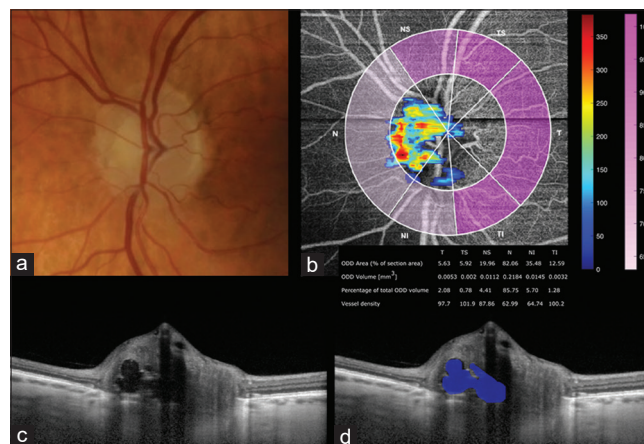 a
b
NS
TS
N
T
NI
TI
350
300
250
200
150
100
50
0
T TS NS N NI TI
ODD Area (% of section area) 5.63 5.92 19.96 82.06 35.48 12.59
ODD Volume [mm³] 0.0053 0.002 0.0112 0.2184 0.0145 0.0032
Percentage of total ODD volume 2.08 0.78 4.41 85.75 5.70 1.28
Vessel density 97.7 101.9 87.86 62.99 64.74 100.2
c
d